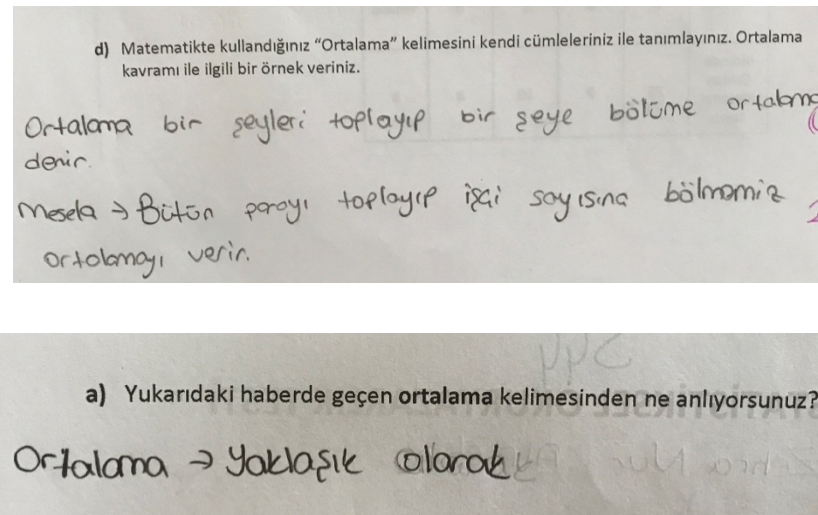 d) Matematikte kullandığınız “Ortalama” kelimesini kendi cümleleriniz ile tanımlayınız. Ortalama
kavramı ile ilgili bir örnek veriniz.
Ortalama bir şeyleri toplayıp bir şeye bölüme ortalama
denir.
Mesela → Bütün parayı toplayıp işçi sayısına bölmemiz
ortalamayı verir.
a) Yukarıdaki haberde geçen ortalama kelimesinden ne anlıyorsunuz?
Ortalama → Yaklaşık olarak